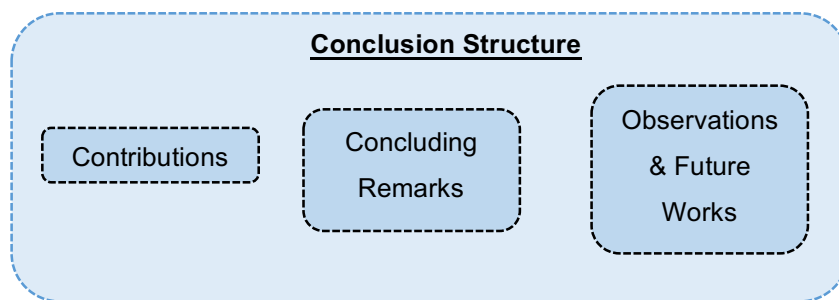 Conclusion Structure
Contributions
Concluding
Remarks
Observations
& Future
Works